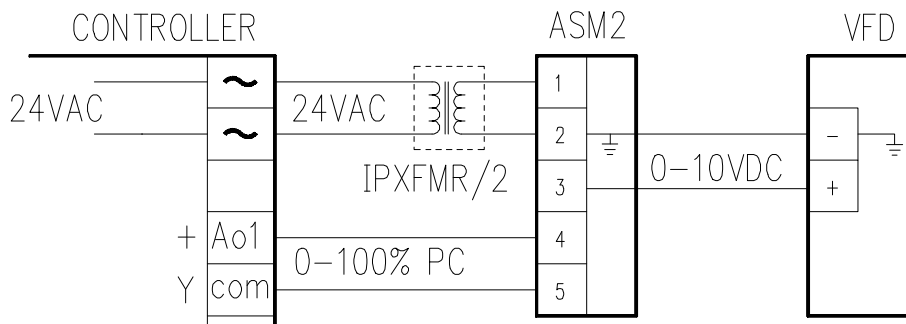 CONTROLLER
ASM2
VFD
24VAC
~
~
24VAC
IPXFMR/2
1
2
3
4
5
-
+
0-10VDC
+ Ao1
Y com
0-100% PC